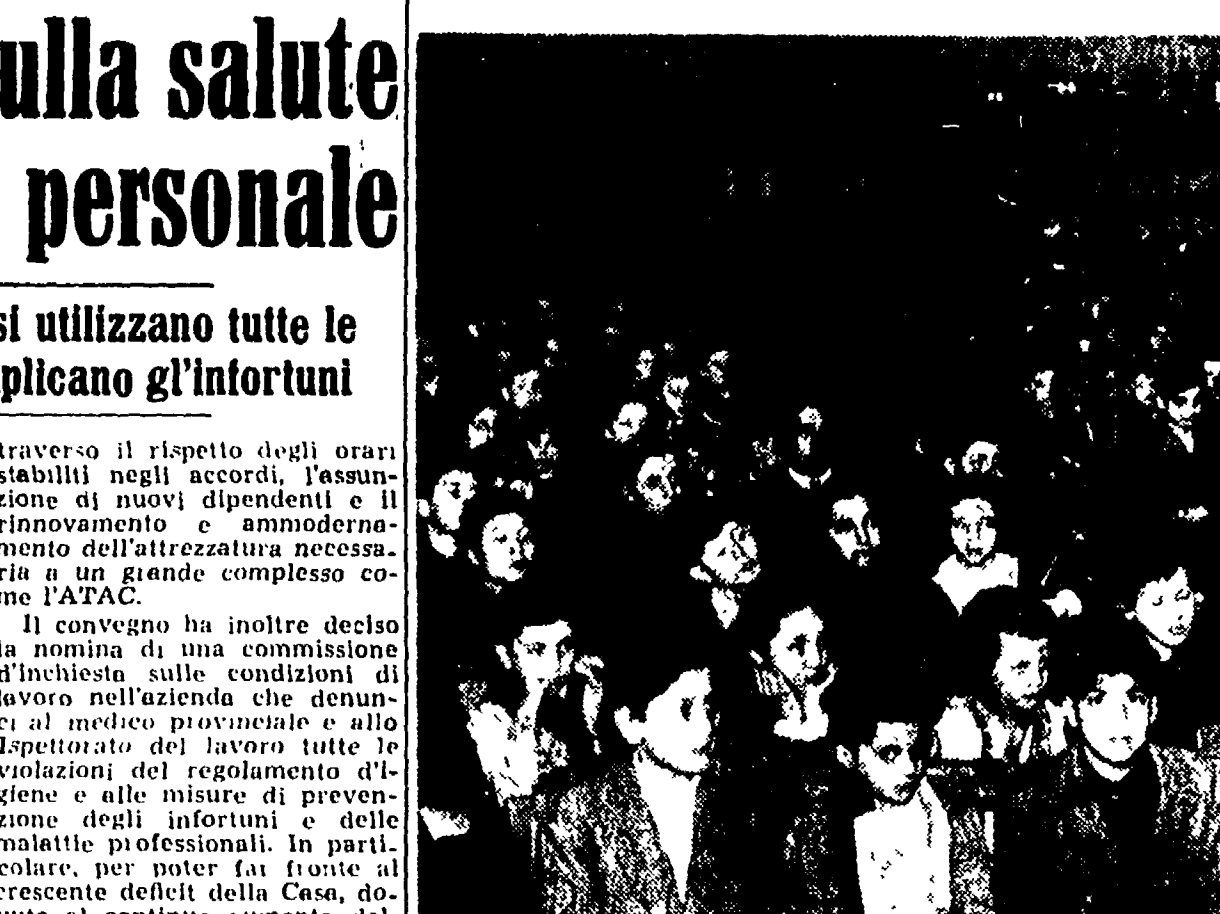 ulla salute
personale
si utilizzano tutte le
plicano gl'infortuni
traverso il rispetto degli orari
stabiliti negli accordi, l'assun-
zione di nuovi dipendenti e il
rinnovamento e ammoderna-
mento dell'attrezzatura necessa-
ria a un grande complesso co-
me l'ATAC.
Il convegno ha inoltre deciso
la nomina di una commissione
d'inchiesta sulle condizioni di
lavoro nell'azienda che denun-
ci al medico provinciale e allo
Ispettorato del lavoro tutte le
violazioni del regolamento d'i-
giene e alle misure di preven-
zione degli infortuni e delle
malattie professionali. In parti-
colare, per poter far fronte al
crescente deficit della Casa, do-